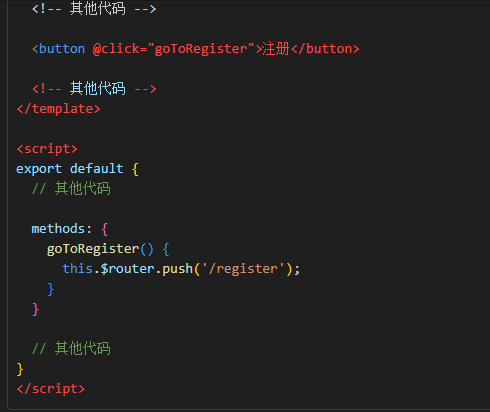 <!-- 其他代码 -->
<button @click="goToRegister">注册</button>
<!-- 其他代码 -->
</template>
<script>
export default {
// 其他代码
methods: {
goToRegister() {
this.$router.push('/register');
}
}
// 其他代码
}
</script>